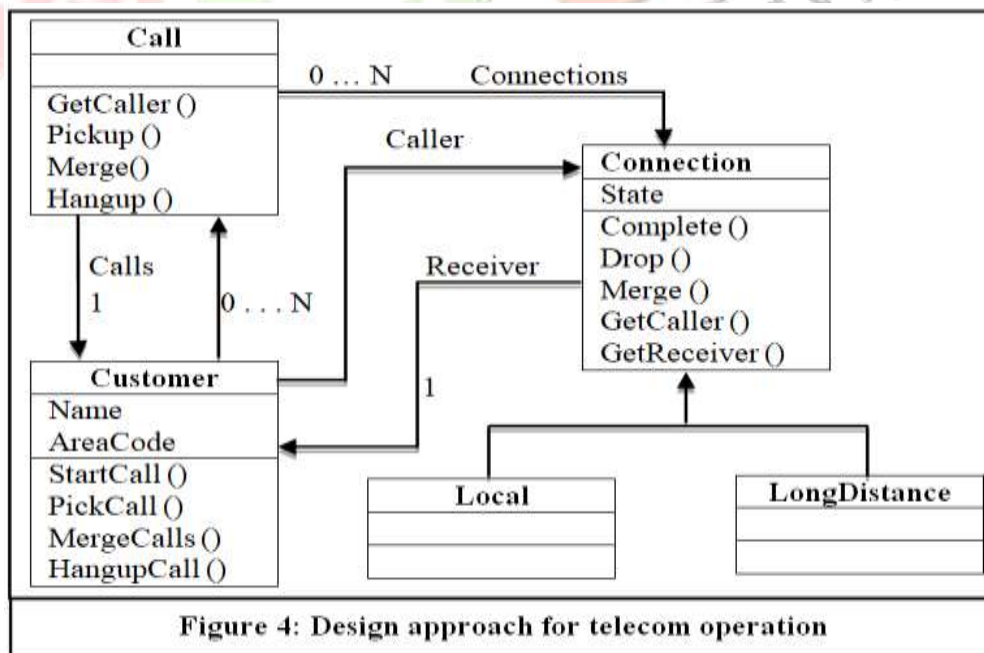 Call
GetCaller ()
Pickup ()
Merge()
Hangup ()
0 ... N
Connections
Caller
Connection
State
Complete ()
Drop ()
Merge ()
GetCaller ()
GetReceiver ()
Calls
1
0 . . . N
Receiver
1
Customer
Name
AreaCode
StartCall ()
PickCall ()
MergeCalls ()
HangupCall ()
Local
LongDistance
Figure 4: Design approach for telecom operation